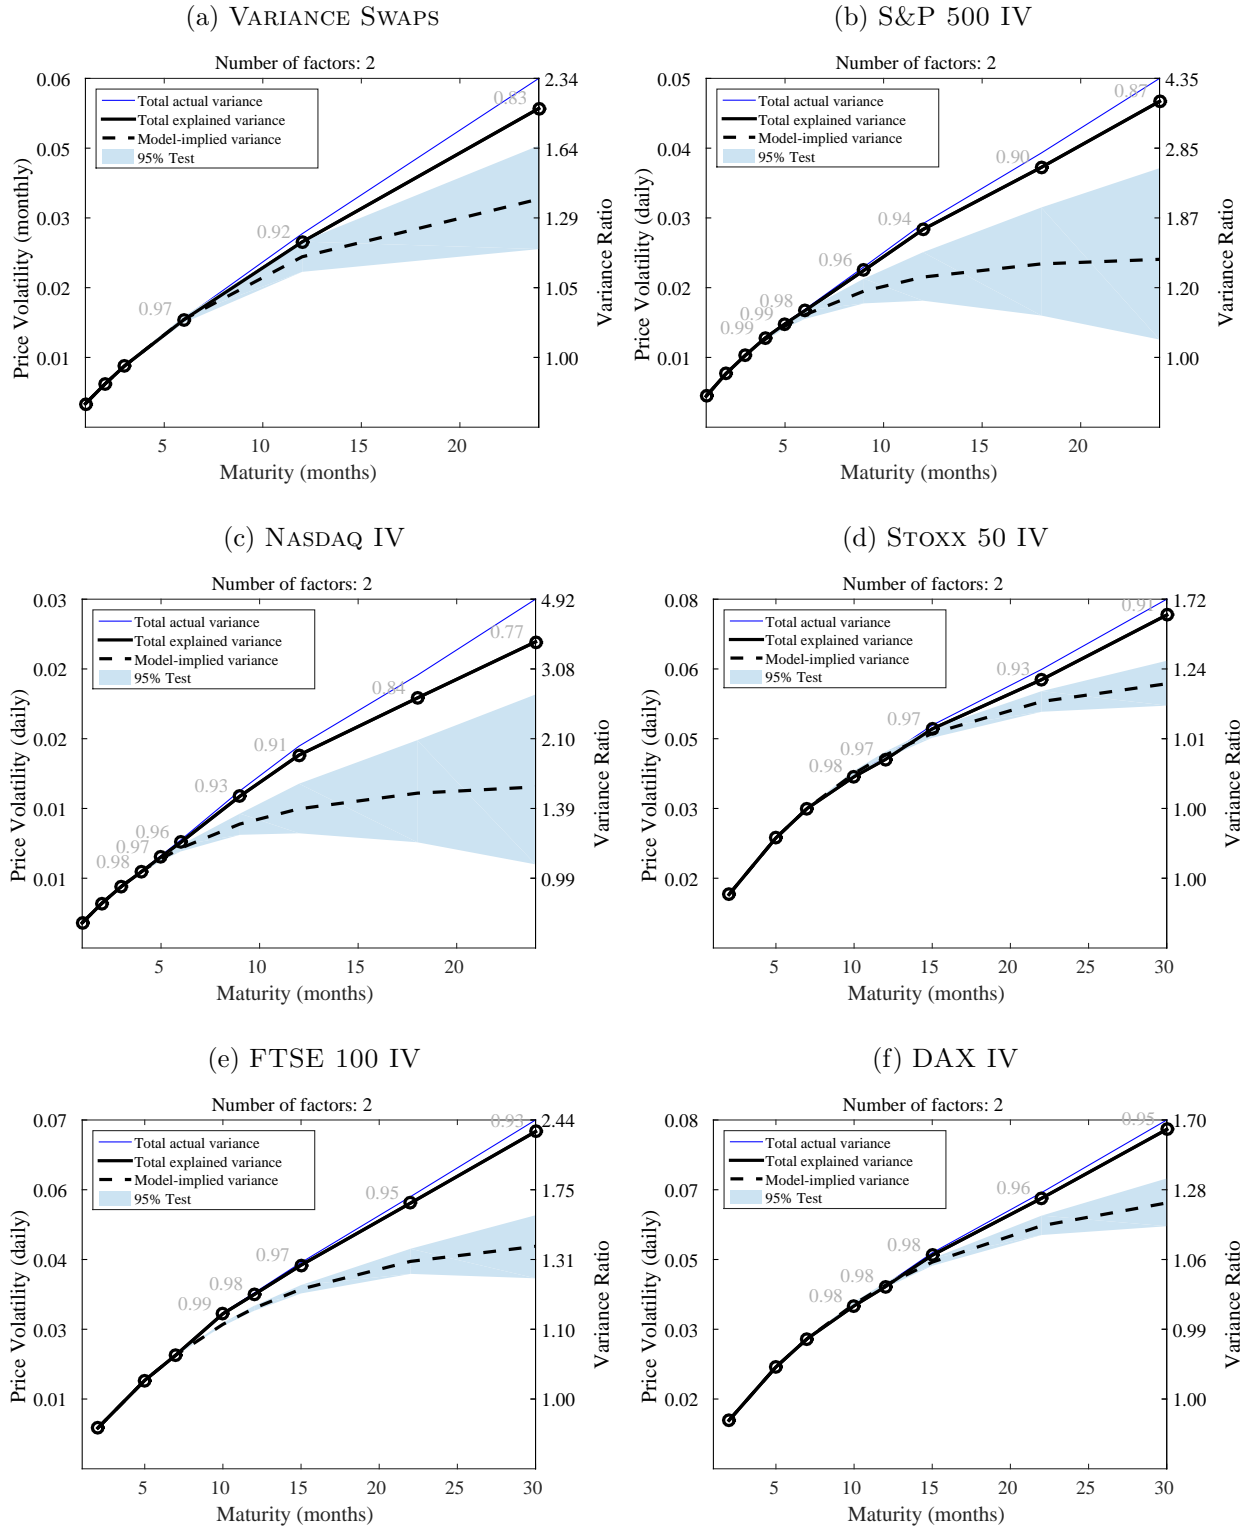 (a) VARIANCE SWAPS
Number of factors: 2
Total actual variance
Total explained variance
Model-implied variance
95% Test
Price Volatility (monthly)
0.06
0.05
0.03
0.02
0.01
0.97
0.92
0.83
2.34
1.64
1.29
1.05
1.00
Variance Ratio
5
10
15
20
Maturity (months)
(b) S&P 500 IV
Number of factors: 2
Total actual variance
Total explained variance
Model-implied variance
95% Test
Price Volatility (daily)
0.05
0.04
0.03
0.02
0.01
0.99
0.99
0.98
0.96
0.94
0.90
0.87
4.35
2.85
1.87
1.20
1.00
Variance Ratio
5
10
15
20
Maturity (months)
(c) NASDAQ IV
Number of factors: 2
Total actual variance
Total explained variance
Model-implied variance
95% Test
Price Volatility (daily)
0.03
0.02
0.02
0.01
0.01
0.98
0.97
0.96
0.93
0.91
0.84
0.77
4.92
3.08
2.10
1.39
0.99
Variance Ratio
5
10
15
20
Maturity (months)
(d) STOXX 50 IV
Number of factors: 2
Total actual variance
Total explained variance
Model-implied variance
95% Test
Price Volatility (daily)
0.08
0.06
0.05
0.03
0.02
0.98
0.97
0.97
0.93
0.91
1.72
1.24
1.01
1.00
1.00
Variance Ratio
5
10
15
20
25
30
Maturity (months)
(e) FTSE 100 IV
Number of factors: 2
Total actual variance
Total explained variance
Model-implied variance
95% Test
Price Volatility (daily)
0.07
0.06
0.04
0.03
0.01
0.99
0.98
0.97
0.95
0.93
2.44
1.75
1.31
1.10
1.00
Variance Ratio
5
10
15
20
25
30
Maturity (months)
(f) DAX IV
Number of factors: 2
Total actual variance
Total explained variance
Model-implied variance
95% Test
Price Volatility (daily)
0.08
0.07
0.05
0.03
0.02
0.98
0.98
0.98
0.96
0.95
1.70
1.28
1.06
0.99
1.00
Variance Ratio
5
10
15
20
25
30
Maturity (months)